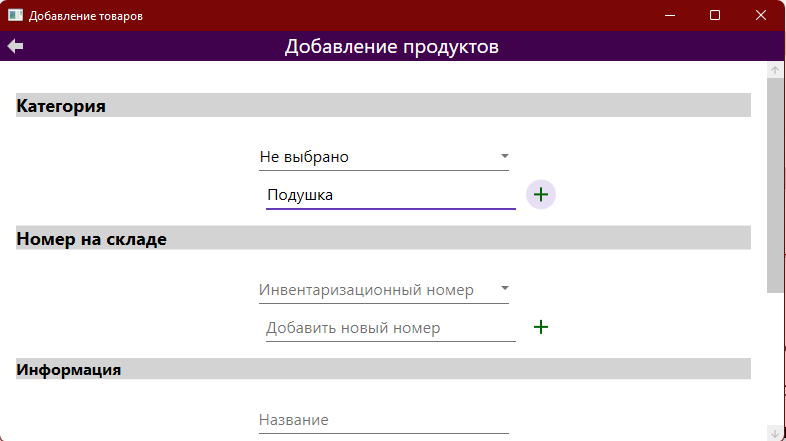 Добавление товаров
Добавление продуктов
Категория
Не выбрано
Подушка
Номер на складе
Инвентаризационный номер
Добавить новый номер
Информация
Название